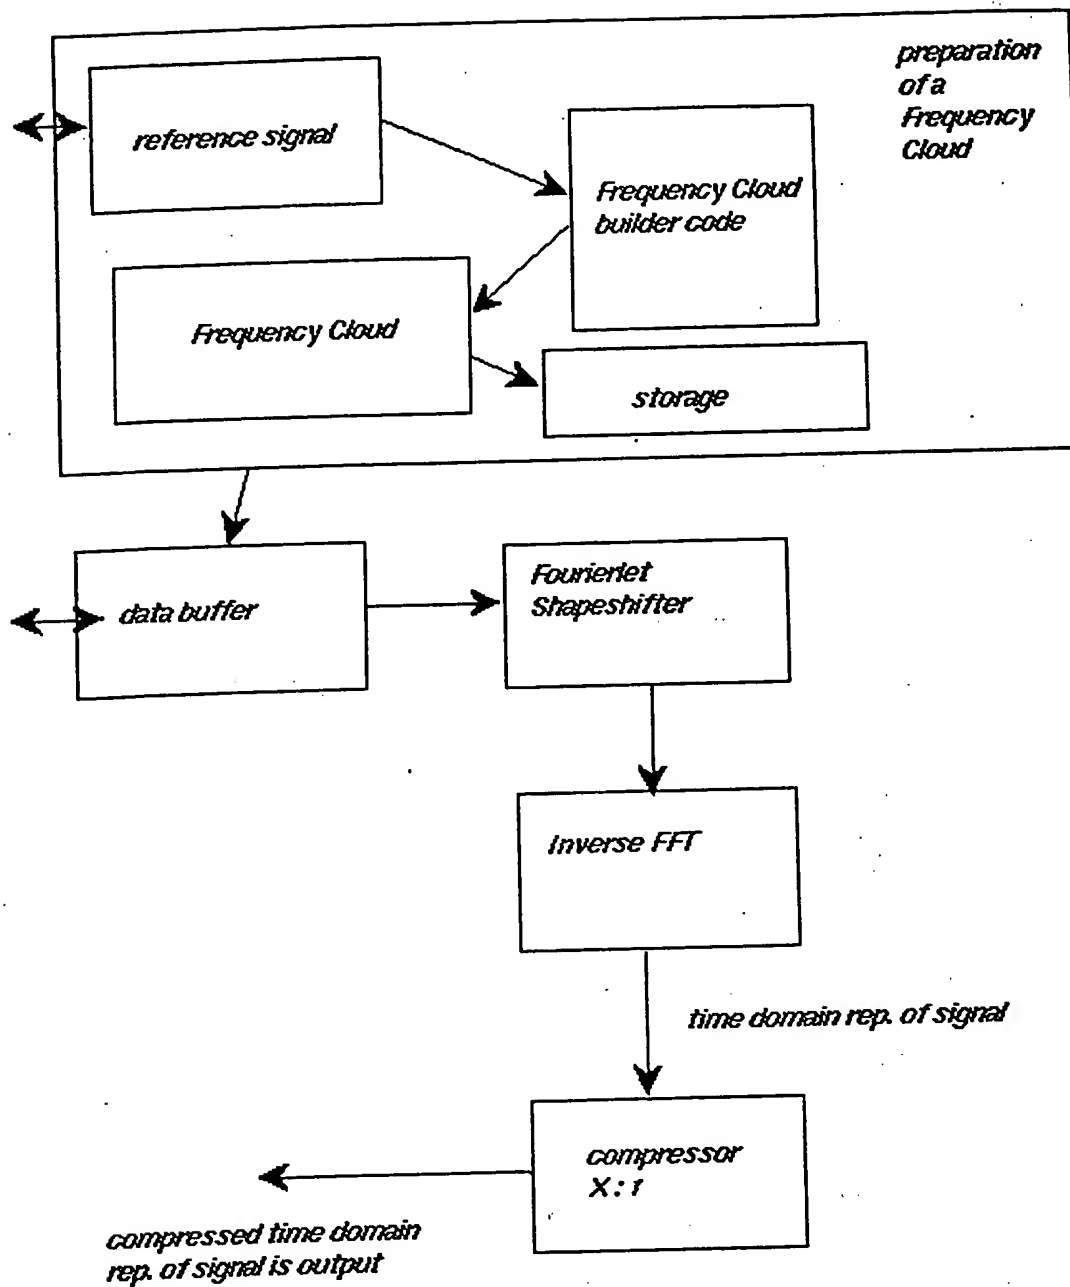 preparation
of a
Frequency
Cloud
reference signal
Frequency Cloud
builder code
Frequency Cloud
storage
data buffer
Fourierlet
Shapeshifter
Inverse FFT
time domain rep. of signal
compressor
X : 1
compressed time domain
rep. of signal is output